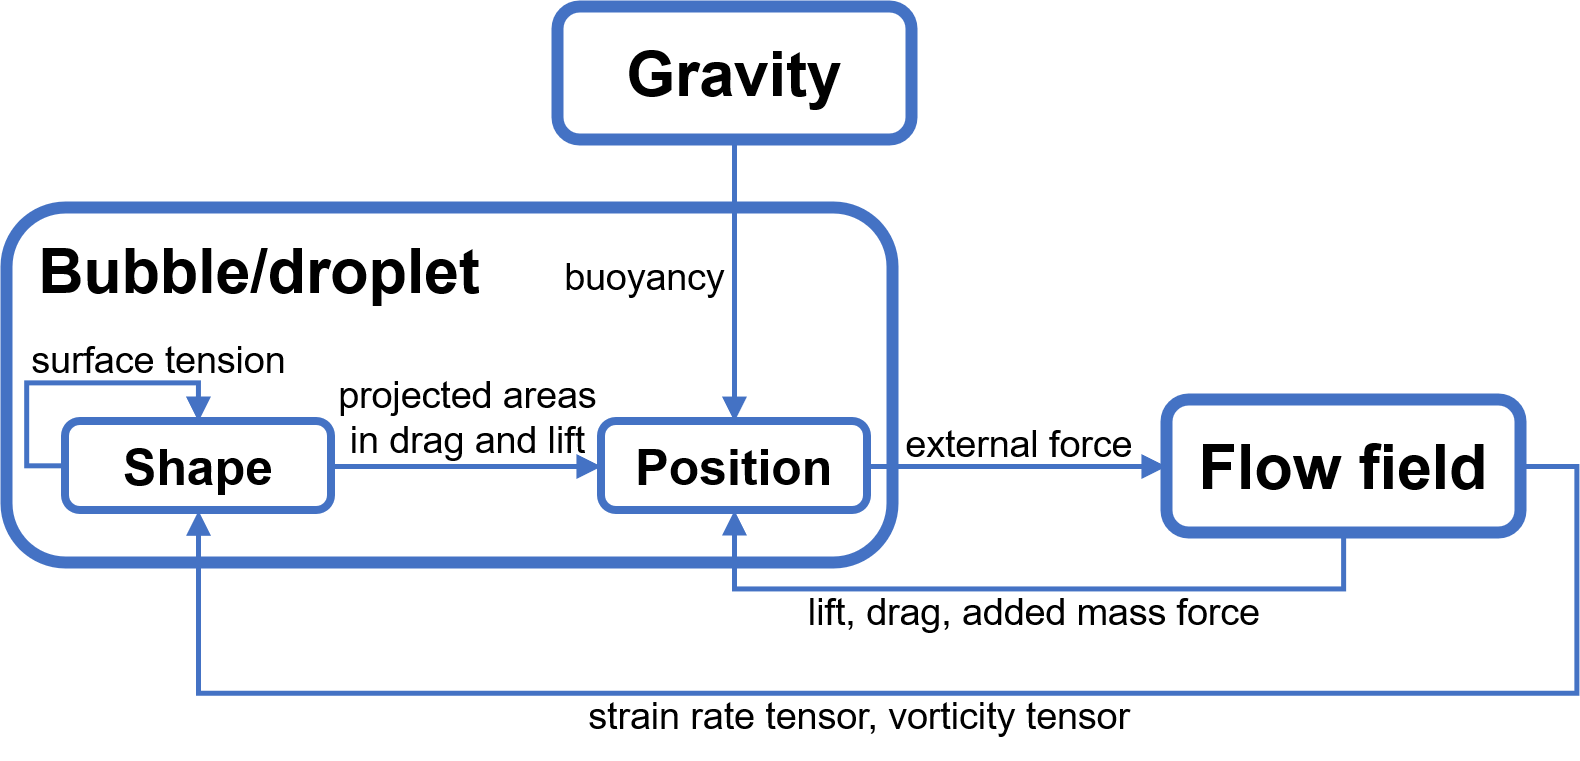 Gravity
Bubble/droplet
buoyancy
surface tension
projected areas
in drag and lift
Shape
Position
external force
Flow field
lift, drag, added mass force
strain rate tensor, vorticity tensor